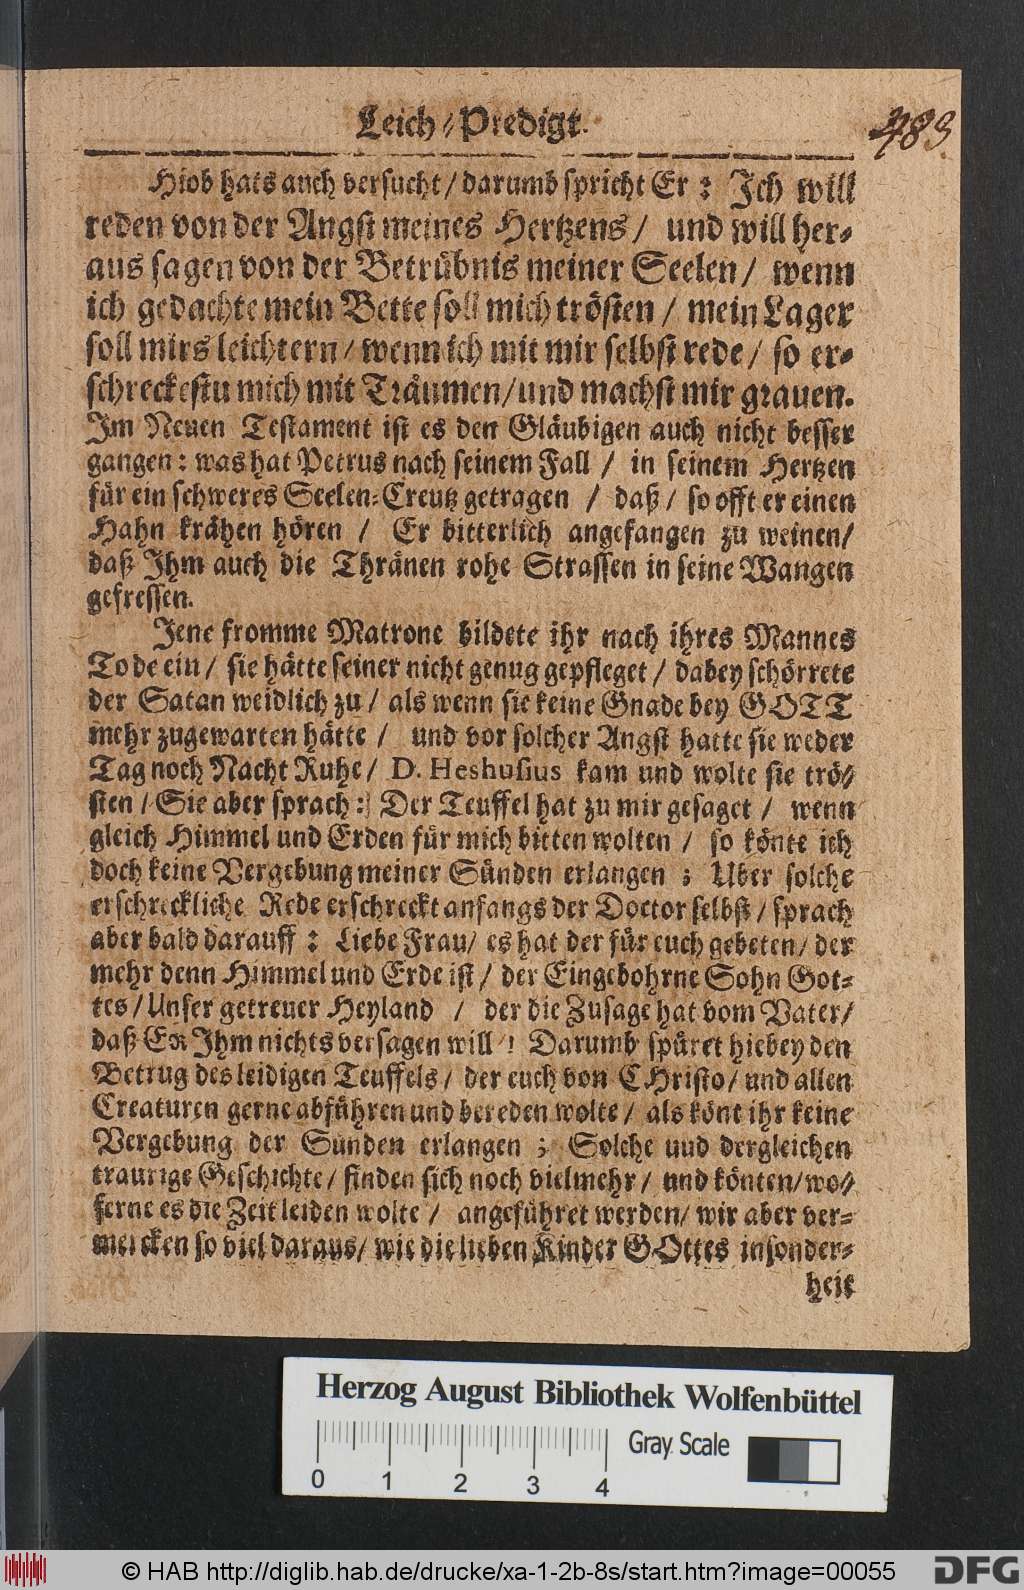 Leich-Predigt.
489
Hiob hats auch versucht / darumb spricht Er : Ich will
reden von der Angst meines Hertzens / und will her-
aus sagen von der Betrübnis meiner Seelen / wenn
ich gedachte mein Bette soll mich trösten / mein Lager
soll mirs leichtern / wenn ich mit mir selbst rede / so er-
schreckestu mich mit Träumen / und machst mir grauen.
Im Neuen Testament ist es den Gläubigen auch nicht besser
gangen : was hat Petrus nach seinem Fall / in seinem Hertzen
für ein schweres Seelen-Creutz getragen / daß / so offt er einen
Hahn krähen hören / Er bitterlich angefangen zu weinen /
daß Ihm auch die Thränen rohe Strassen in seine Wangen
gefressen.
Jene fromme Matrone bildete ihr nach ihres Mannes
Tode ein / sie hätte seiner nicht genug gepfleget / dabey schörrete
der Satan weidlich zu / als wenn sie keine Gnade bey GOTT
mehr zugewarten hätte / und vor solcher Angst hatte sie weder
Tag noch Nacht Ruhe / D. Heshusius kam und wolte sie trö-
sten / Sie aber sprach : Der Teuffel hat zu mir gesaget / wenn
gleich Himmel und Erden für mich bitten wolten / so könte ich
doch keine Vergebung meiner Sünden erlangen ; Uber solche
erschreckliche Rede erschreckt anfangs der Doctor selbst / sprach
aber bald darauff : Liebe Frau / es hat der für euch gebeten / der
mehr denn Himmel und Erde ist / der Eingebohrne Sohn Got-
tes / Unser getreuer Heyland / der die Zusage hat vom Vater /
daß ER Ihm nichts versagen will ! Darumb spüret hiebey den
Betrug des leidigen Teuffels / der euch von CHristo / und allen
Creaturen gerne abführen und bereden wolte / als könt ihr keine
Vergebung der Sünden erlangen ; Solche uud dergleichen
traurige Geschichte / finden sich noch vielmehr / und könten / wo-
ferne es die Zeit leiden wolte / angeführet werden / wir aber ver-
mercken so viel daraus / wie die lieben Kinder GOttes insonder-
heit
Herzog August Bibliothek Wolfenbüttel
Gray Scale
0 1 2 3 4
© HAB http://diglib.hab.de/drucke/xa-1-2b-8s/start.htm?image=00055
DFG